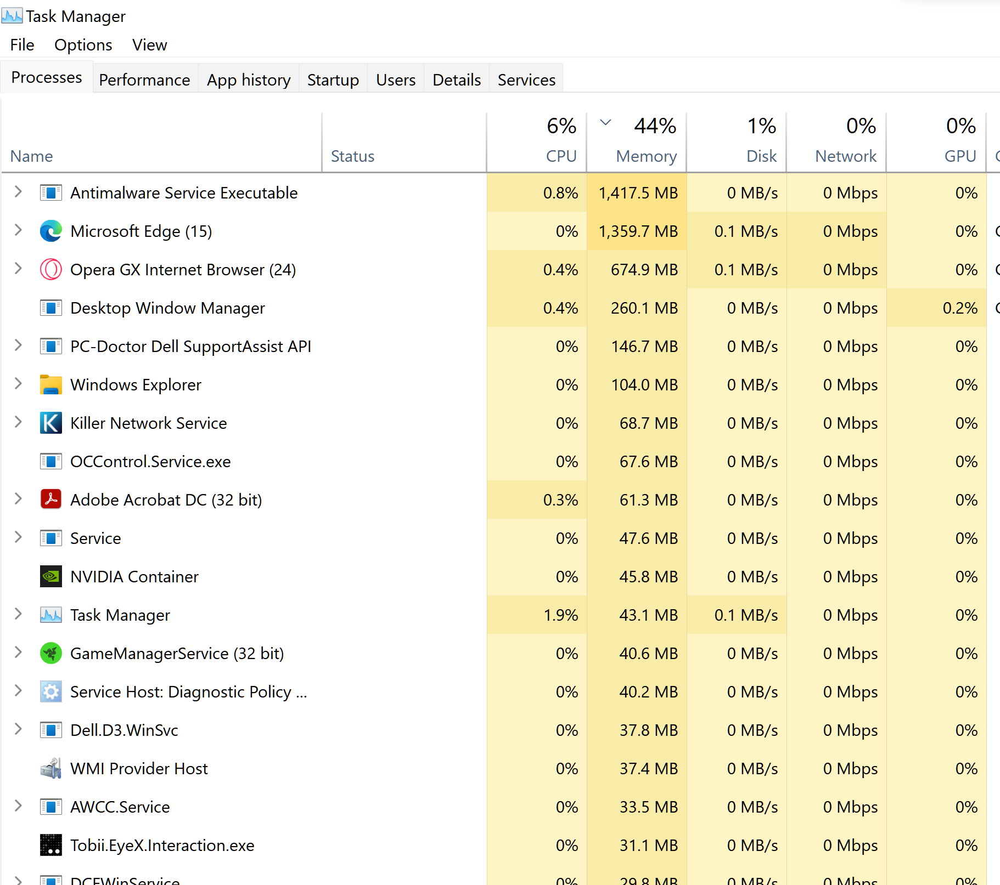 Task Manager
File Options View
Processes Performance App history Startup Users Details Services
6% 44% 1% 0% 0%
Name Status CPU Memory Disk Network GPU
Antimalware Service Executable 0.8% 1,417.5 MB 0 MB/s 0 Mbps 0%
Microsoft Edge (15) 0% 1,359.7 MB 0.1 MB/s 0 Mbps 0%
Opera GX Internet Browser (24) 0.4% 674.9 MB 0.1 MB/s 0 Mbps 0%
Desktop Window Manager 0.4% 260.1 MB 0 MB/s 0 Mbps 0.2%
PC-Doctor Dell SupportAssist API 0% 146.7 MB 0 MB/s 0 Mbps 0%
Windows Explorer 0% 104.0 MB 0 MB/s 0 Mbps 0%
K Killer Network Service 0% 68.7 MB 0 MB/s 0 Mbps 0%
OCControl.Service.exe 0% 67.6 MB 0 MB/s 0 Mbps 0%
Adobe Acrobat DC (32 bit) 0.3% 61.3 MB 0 MB/s 0 Mbps 0%
Service 0% 47.6 MB 0 MB/s 0 Mbps 0%
NVIDIA Container 0% 45.8 MB 0 MB/s 0 Mbps 0%
Task Manager 1.9% 43.1 MB 0.1 MB/s 0 Mbps 0%
GameManagerService (32 bit) 0% 40.6 MB 0 MB/s 0 Mbps 0%
Service Host: Diagnostic Policy ... 0% 40.2 MB 0 MB/s 0 Mbps 0%
Dell.D3.WinSvc 0% 37.8 MB 0 MB/s 0 Mbps 0%
WMI Provider Host 0% 37.4 MB 0 MB/s 0 Mbps 0%
AWCC.Service 0% 33.5 MB 0 MB/s 0 Mbps 0%
Tobii.EyeX.Interaction.exe 0% 31.1 MB 0 MB/s 0 Mbps 0%
0% 29.8 MB 0 MB/s 0 Mbps 0%